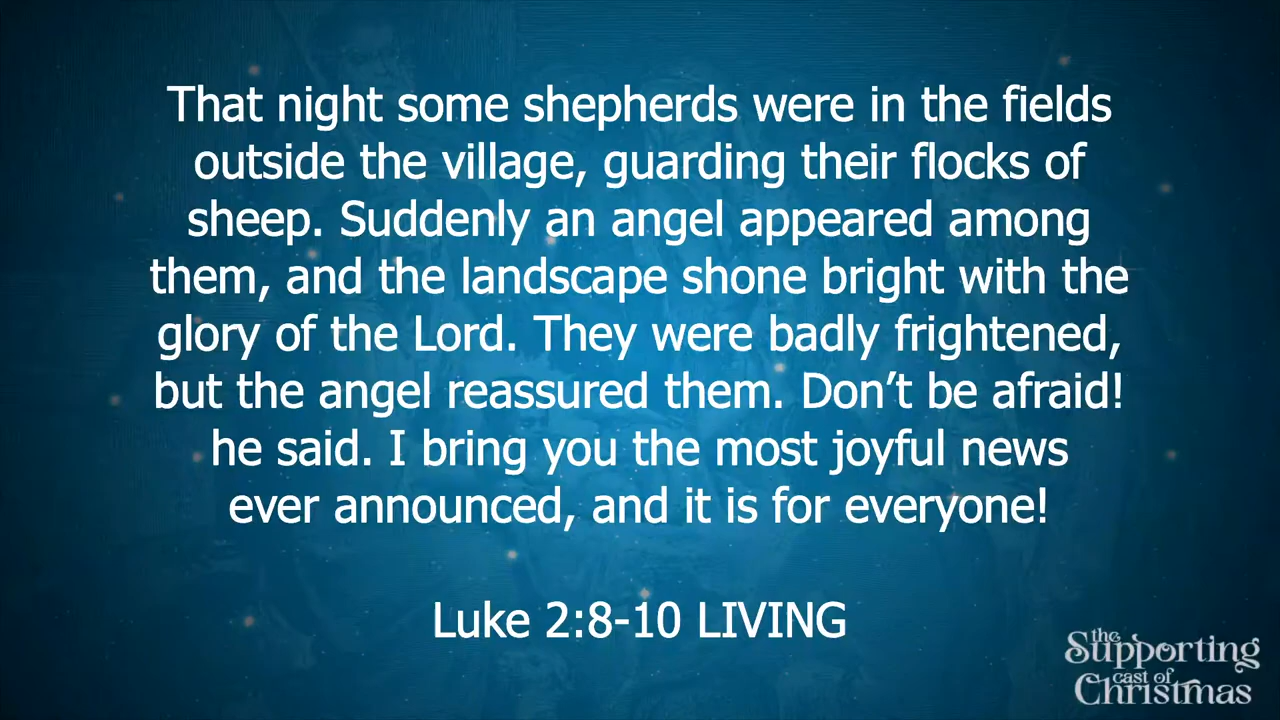 That night some shepherds were in the fields
outside the village, guarding their flocks of
sheep. Suddenly an angel appeared among
them, and the landscape shone bright with the
glory of the Lord. They were badly frightened,
but the angel reassured them. Don’t be afraid!
he said. I bring you the most joyful news
ever announced, and it is for everyone!
Luke 2:8-10 LIVING
the
Supporting
cast of
Christmas